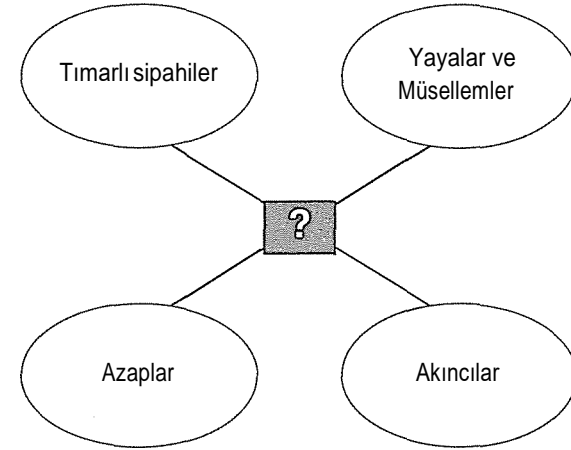 Tımarlı sipahiler
Yayalar ve
Müsellemler
?
Azaplar
Akıncılar